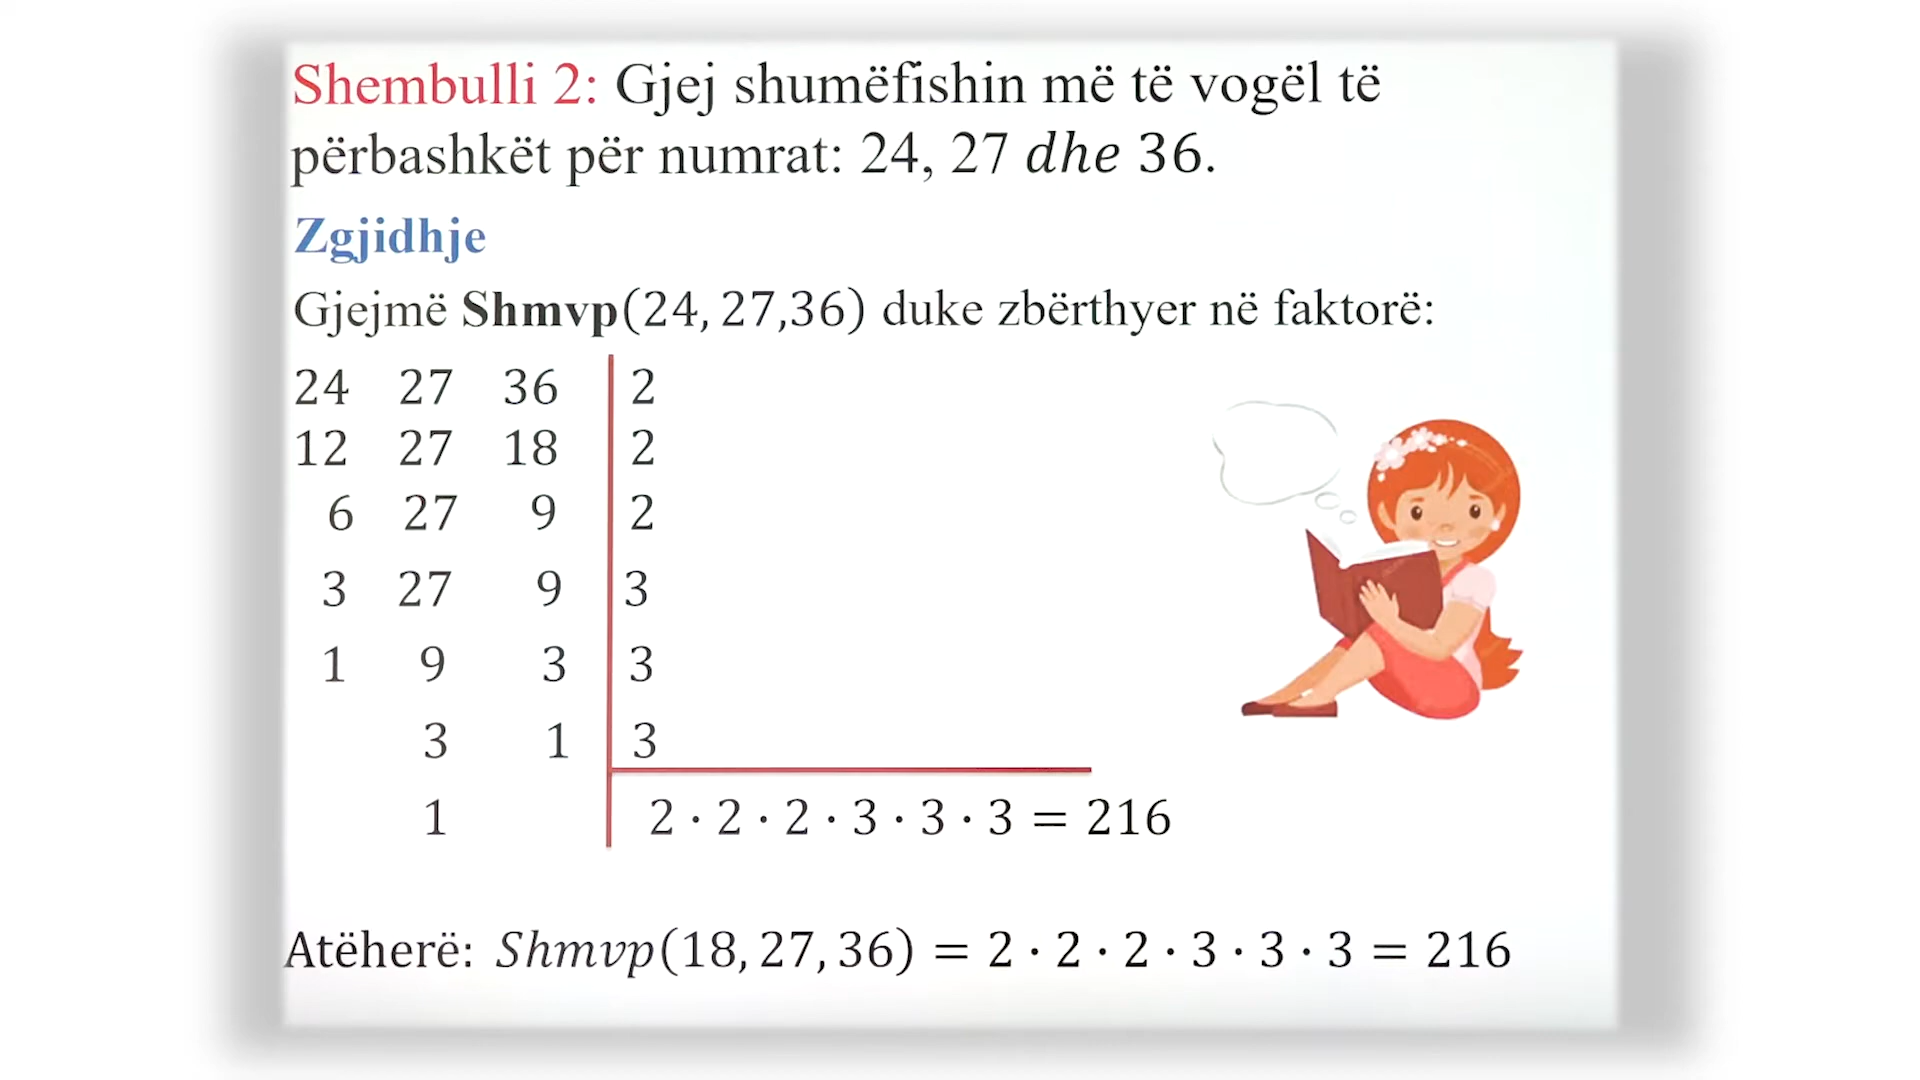 Shembulli 2: Gjej shumëfishin më të vogël të
përbashkët për numrat: 24, 27 dhe 36.
Zgjidhje
Gjejmë Shmvp(24, 27,36) duke zbërthyer në faktorë:
24 27 36 2
12 27 18 2
6 27 9 2
3 27 9 3
1 9 3 3
3 1 3
1 2 · 2 · 2 · 3 · 3 · 3 = 216
Atëherë: Shmvp(18, 27, 36) = 2 · 2 · 2 · 3 · 3 · 3 = 216